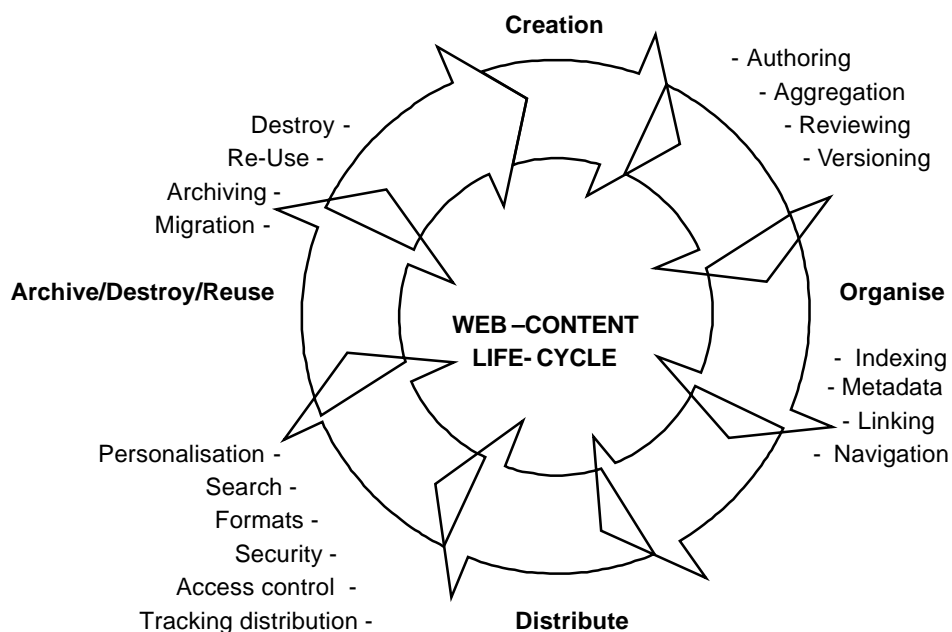 Creation
- Authoring
- Aggregation
- Reviewing
- Versioning
Destroy -
Re-Use -
Archiving -
Migration -
Archive/Destroy/Reuse
Organise
WEB –CONTENT
LIFE- CYCLE
- Indexing
- Metadata
- Linking
- Navigation
Personalisation -
Search -
Formats -
Security -
Access control -
Tracking distribution -
Distribute